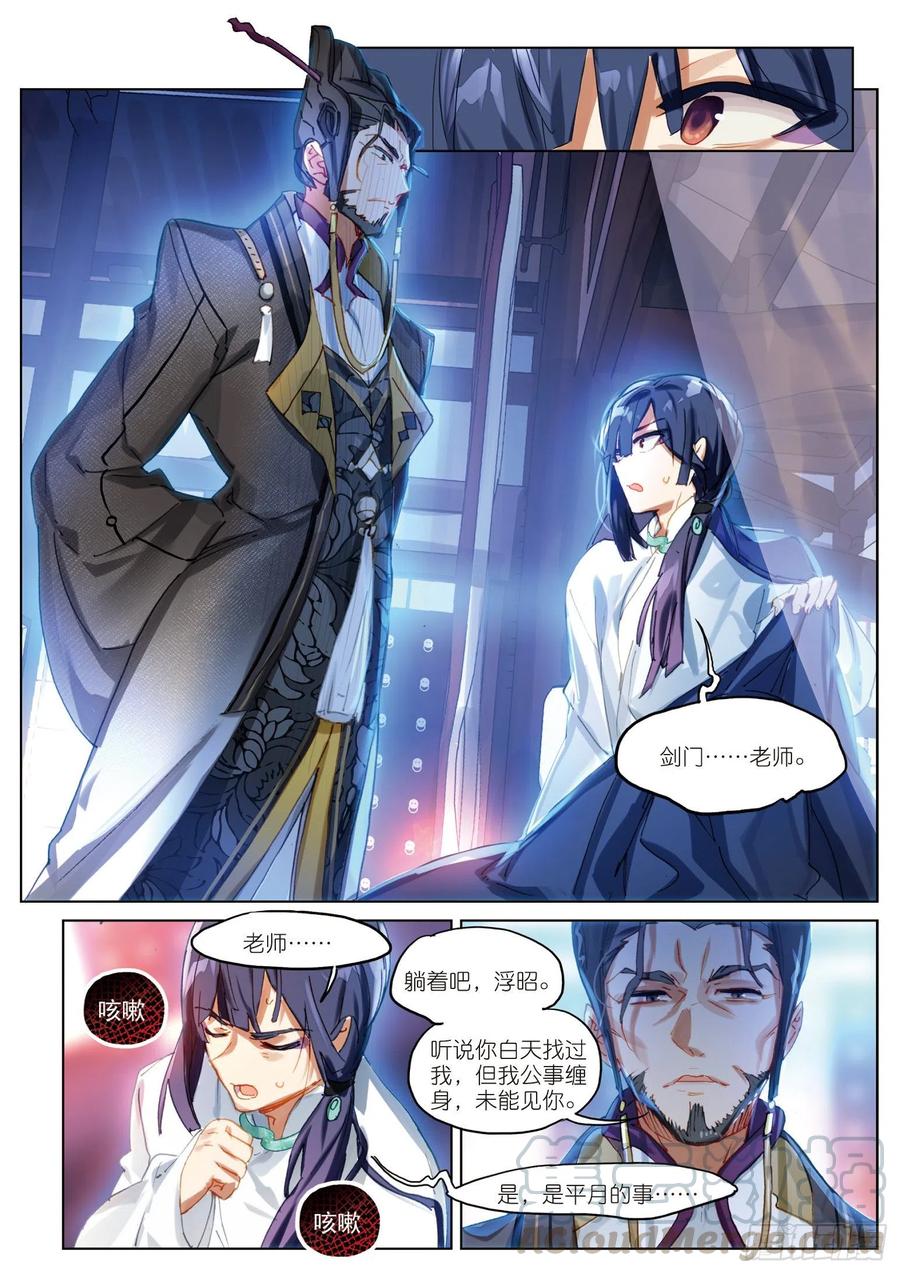 剑门……老师。
老师……
咳嗽
咳嗽
躺着吧，浮昭。
听说你白天找过
我，但我公事缠
身，未能见你。
是，是平月的事……
acloudmerge.com